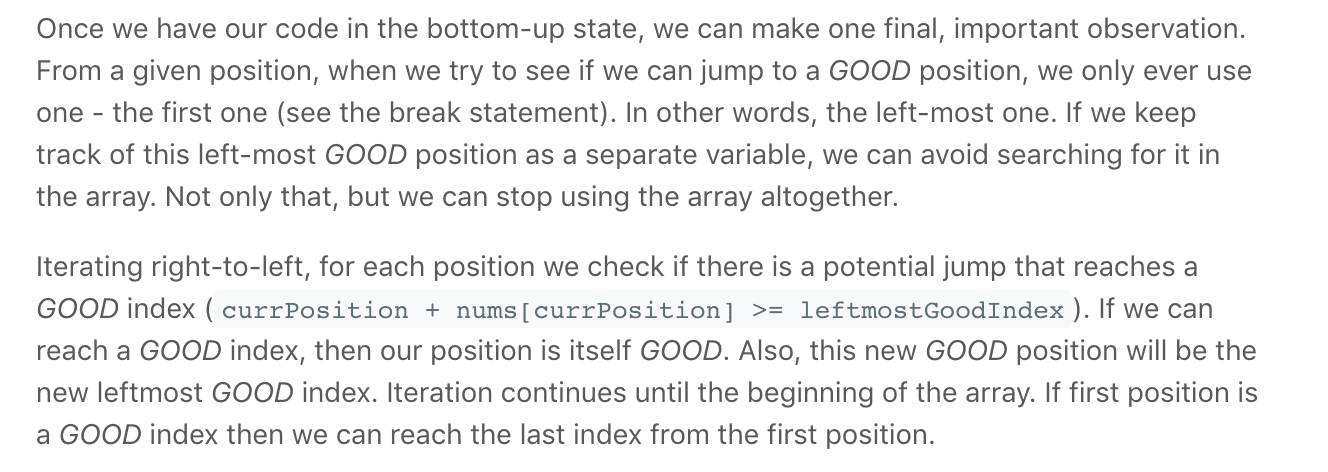 Once we have our code in the bottom-up state, we can make one final, important observation.
From a given position, when we try to see if we can jump to a GOOD position, we only ever use
one - the first one (see the break statement). In other words, the left-most one. If we keep
track of this left-most GOOD position as a separate variable, we can avoid searching for it in
the array. Not only that, but we can stop using the array altogether.
Iterating right-to-left, for each position we check if there is a potential jump that reaches a
GOOD index ( currPosition + nums[currPosition] >= leftmostGoodIndex ). If we can
reach a GOOD index, then our position is itself GOOD. Also, this new GOOD position will be the
new leftmost GOOD index. Iteration continues until the beginning of the array. If first position is
a GOOD index then we can reach the last index from the first position.